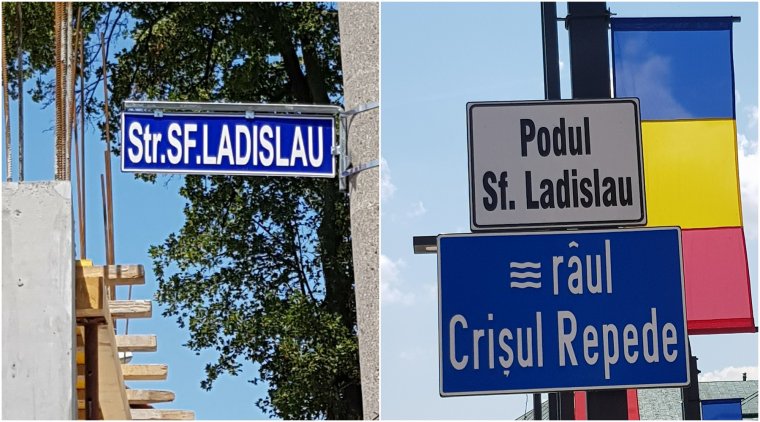 Str.SF.LADISLAU
Podul
Sf. Ladislau
râul
Crișul Repede